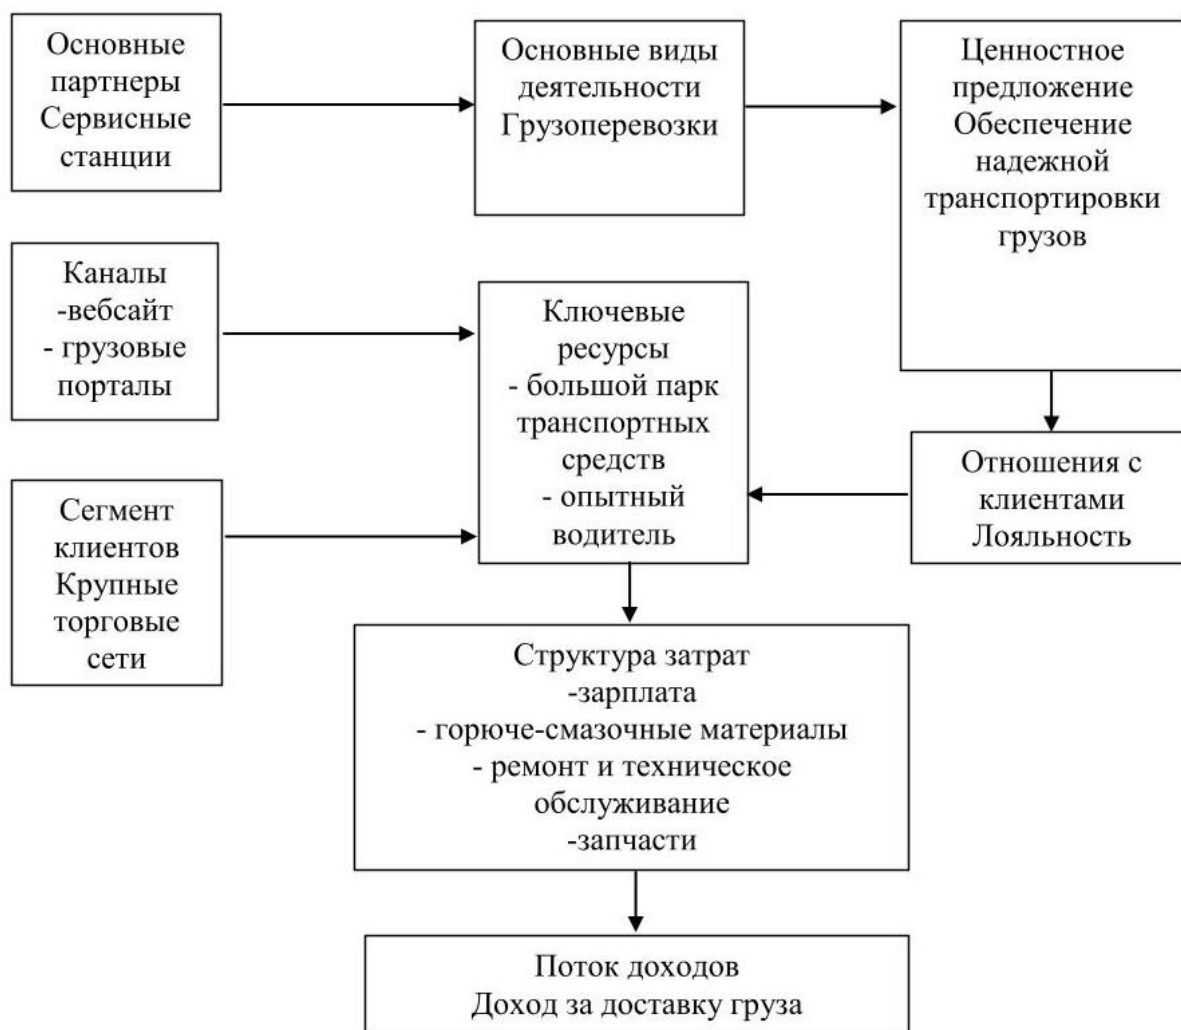 Основные
партнеры
Сервисные
станции
Основные виды
деятельности
Грузоперевозки
Ценностное
предложение
Обеспечение
надежной
транспортировки
грузов
Каналы
-вебсайт
- грузовые
порталы
Ключевые
ресурсы
- большой парк
транспортных
средств
- опытный
водитель
Отношения с
клиентами
Лояльность
Сегмент
клиентов
Крупные
торговые
сети
Структура затрат
-зарплата
- горюче-смазочные материалы
- ремонт и техническое
обслуживание
-запчасти
Поток доходов
Доход за доставку груза